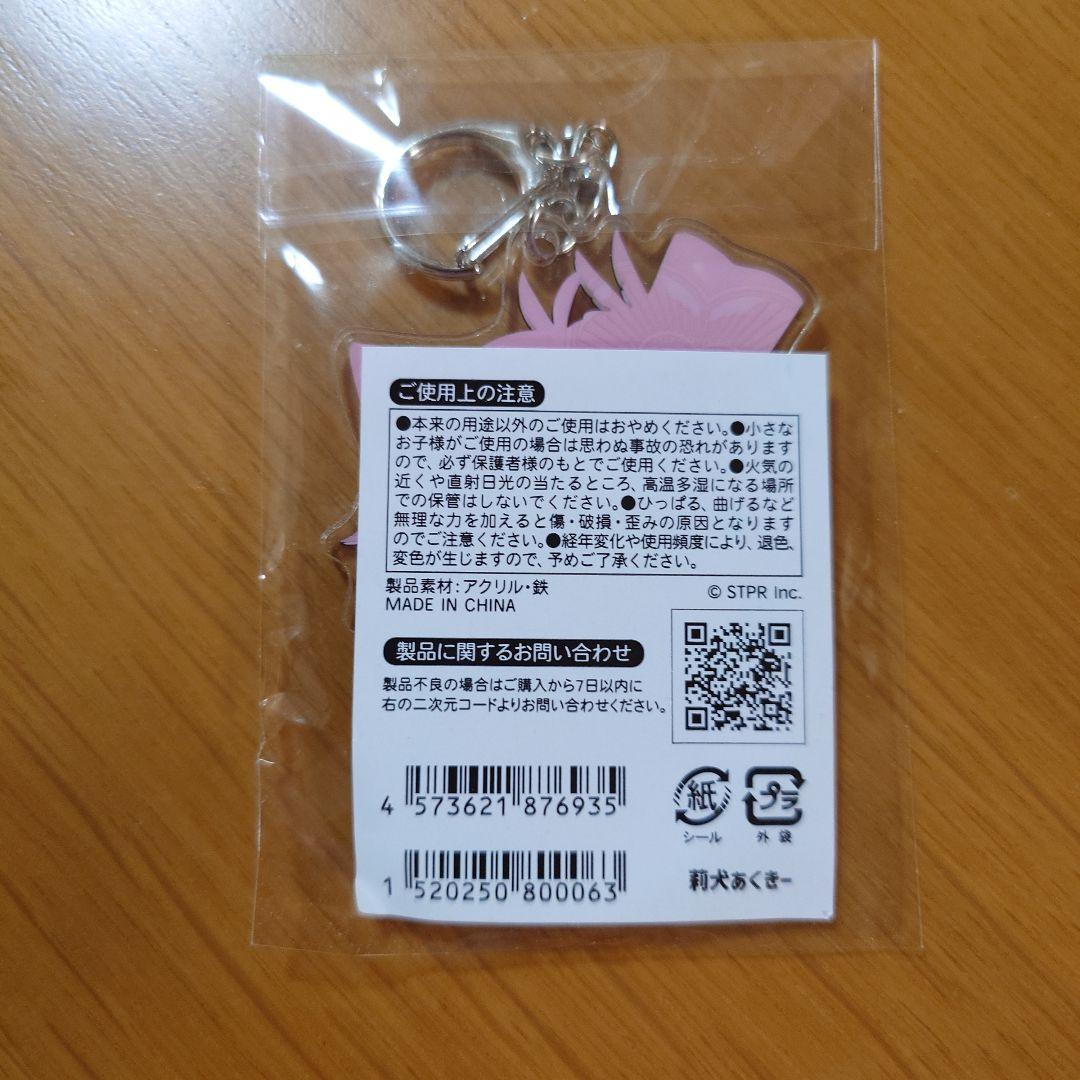 ご使用上の注意
●本来の用途以外のご使用はおやめください。●小さな
お子様がご使用の場合は思わぬ事故の恐れがあります
ので、必ず保護者様のもとでご使用ください。●火気の
近くや直射日光の当たるところ、高温多湿になる場所
での保管はしないでください。●ひっぱる、曲げるなど
無理な力を加えると傷・破損・歪みの原因となります
のでご注意ください。●経年変化や使用頻度により、退色、
変色が生じますので、予めご了承ください。
製品素材:アクリル・鉄
MADE IN CHINA
© STPR Inc.
製品に関するお問い合わせ
製品不良の場合はご購入から7日以内に
右の二次元コードよりお問い合わせください。
4 573621 876935
紙
シール
プラ
外袋
1 520250 800063
莉犬あくきー